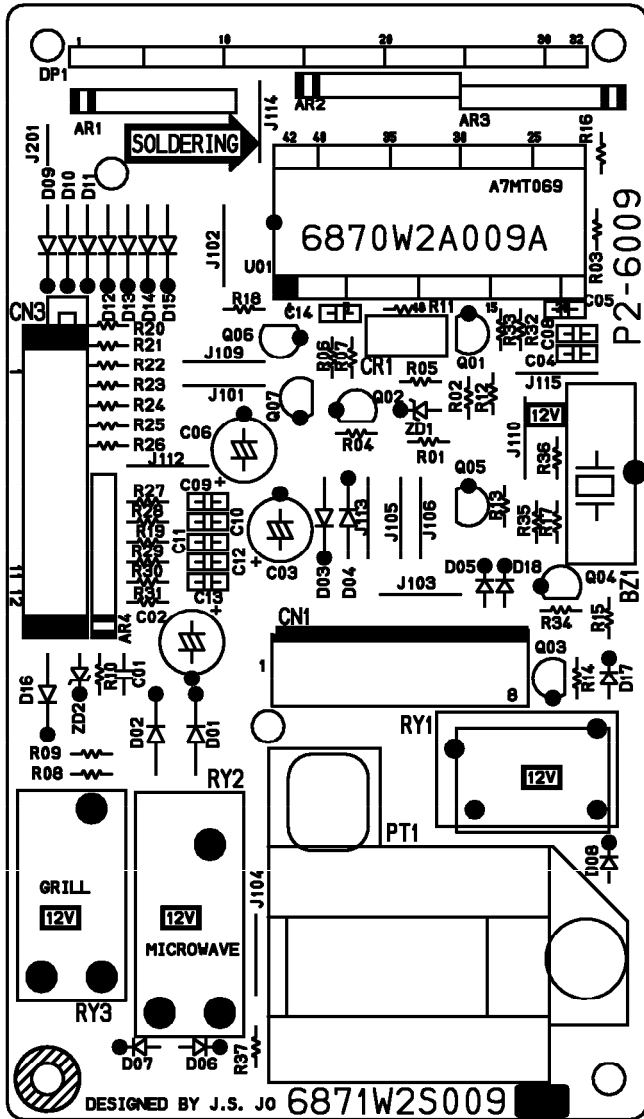 1 10 20 30 32
DP1
AR1 AR2 AR3
J114
R16
J201
SOLDERING
42 40 35 30 25
D09 D10 D11
A7MT069
6870W2A009A
P2-6009
J102
U01
R03
D12 D13 D14 D15
CN3
R18
C14
R11
15
C05
R20
Q06
R33 R32
C08
R21
R06 R07
CR1
Q01
C04
R22
J109
R05
J115
1
R23
J101
Q07
Q02
R02 R12
12V
R24
ZD1
J110
R25
C06
R04
R26
R01
R36
J112
Q05
R27
C09
J113 J105 J106
R13
R28
C10
R35 R17
R19
C11
R29
C12
C03
D03 D04
D05 D18
11 12
R30
Q04
BZ1
R31
C13
J103
C02
CN1
R34
R15
AR4
1 8
Q03
D16
ZD2
R10
C01
R14
D17
D02 D01
RY1
R09
R08
RY2
12V
PT1
D08
GRILL
J104
12V
12V
MICROWAVE
RY3
D07 D06
R37
DESIGNED BY J.S. JO 6871W2S009